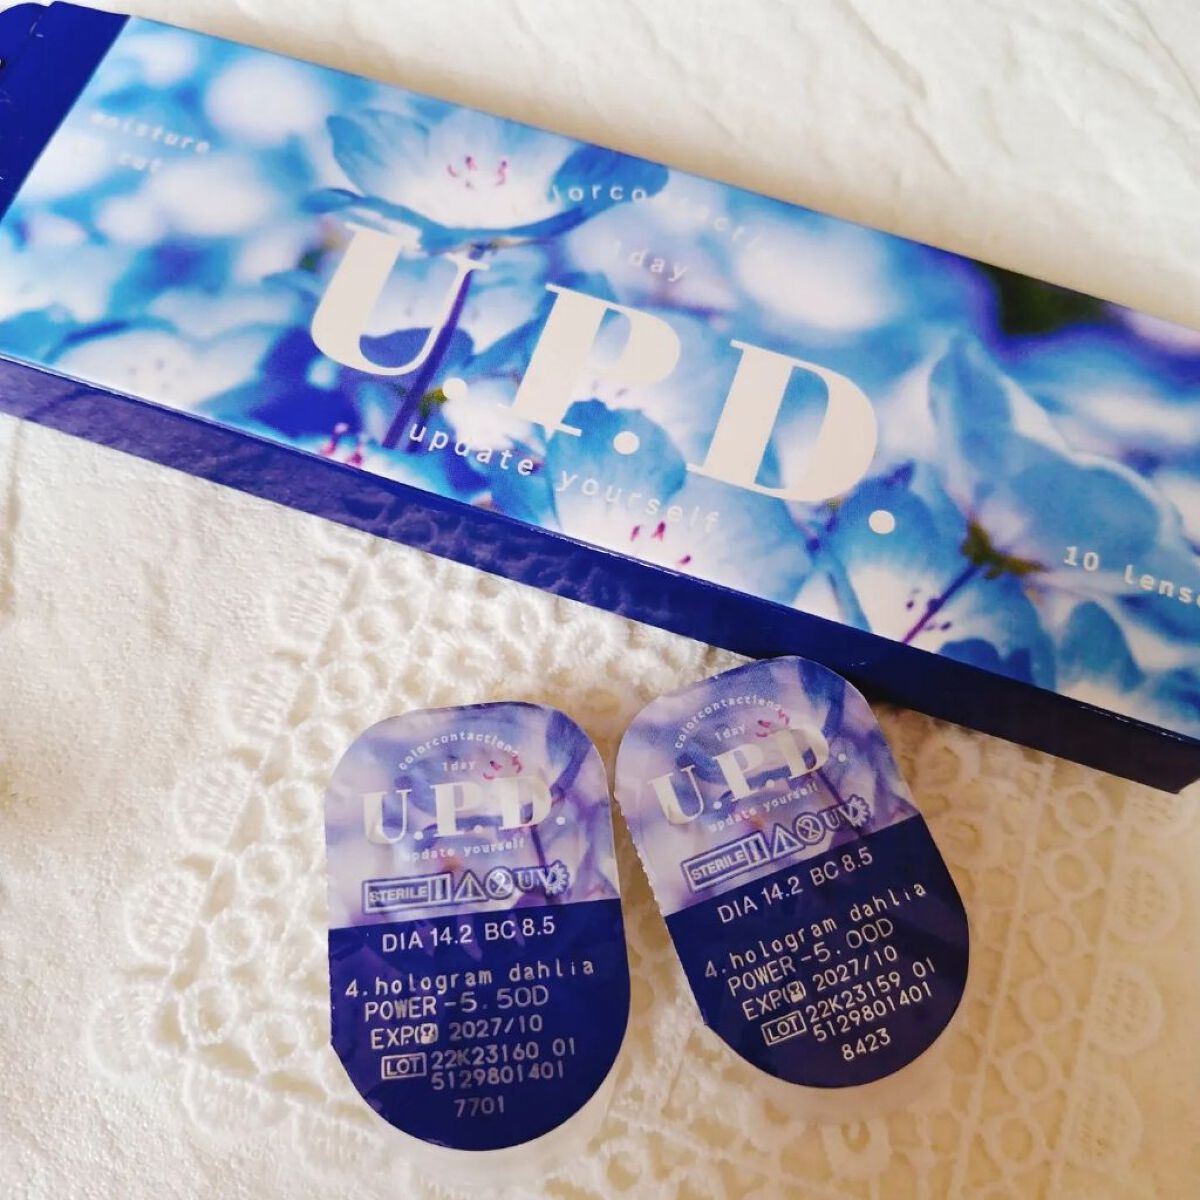 moisture
cut
1day
U.P.D.
update yourself
10 lens
colorcontactlens
1day
U.P.D.
update yourself
STERILE UV
DIA 14.2 BC 8.5
4.hologram dahlia
POWER -5.50D
EXP. 2027/10
LOT 22K23160 01
5129801401
7701
colorcontactlens
1day
U.P.D.
update yourself
STERILE UV
DIA 14.2 BC 8.5
4.hologram dahlia
POWER -5.00D
EXP. 2027/10
LOT 22K23159 01
5129801401
8423